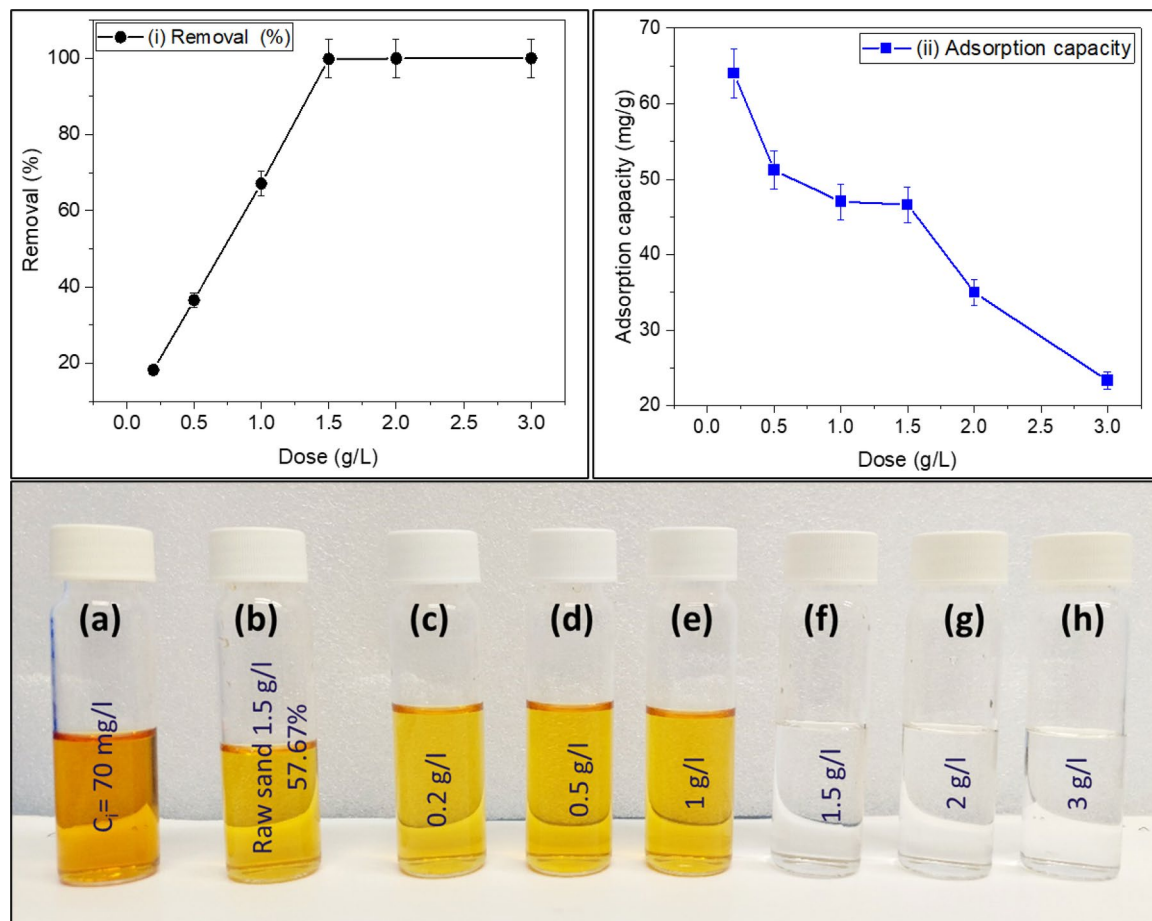 (i) Removal (%)
100
80
60
40
20
Removal (%)
0.0 0.5 1.0 1.5 2.0 2.5 3.0
Dose (g/L)
(ii) Adsorption capacity
70
60
50
40
30
20
Adsorption capacity (mg/g)
0.0 0.5 1.0 1.5 2.0 2.5 3.0
Dose (g/L)
(a)
Ci= 70 mg/l
(b)
Raw sand 1.5 g/l
57.67%
(c)
0.2 g/l
(d)
0.5 g/l
(e)
1 g/l
(f)
1.5 g/l
(g)
2 g/l
(h)
3 g/l